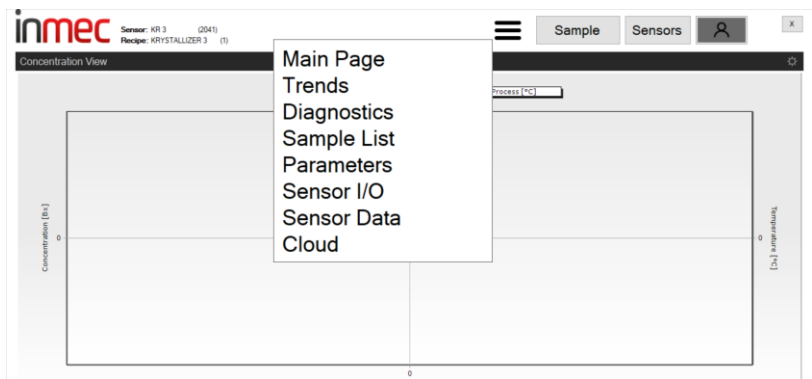 inmec
Sensor: KR 3 (2041)
Recipe: KRYSTALLIZER 3 (1)
Sample
Sensors
x
Concentration View
Main Page
Trends
Diagnostics
Sample List
Parameters
Sensor I/O
Sensor Data
Cloud
Process [°C]
Concentration [Bx]
0
0
Temperature [°C]
0